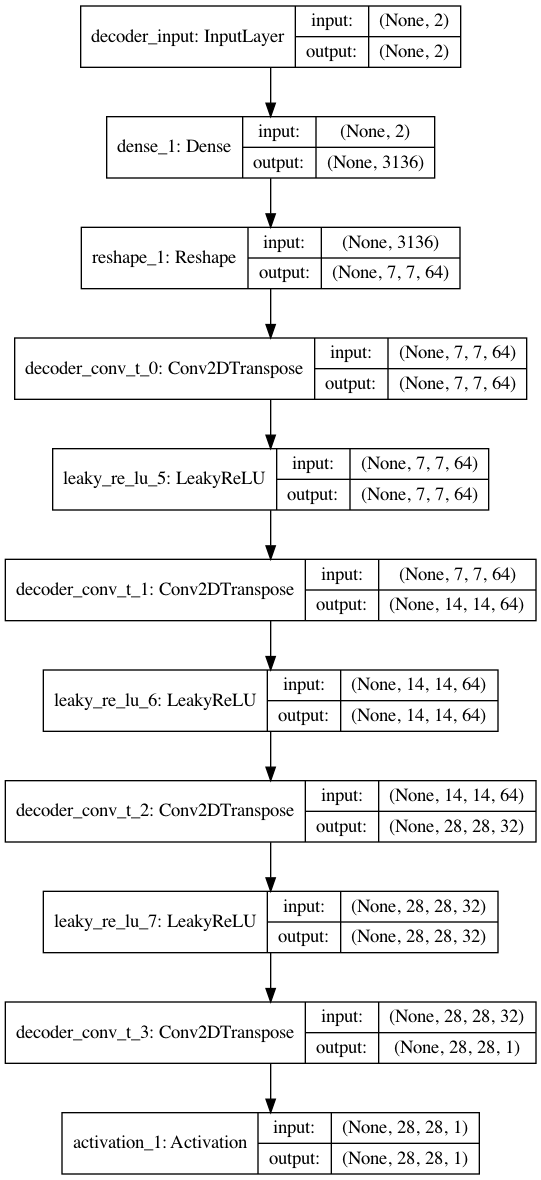 decoder_input: InputLayer
input:
(None, 2)
output:
(None, 2)
dense_1: Dense
input:
(None, 2)
output:
(None, 3136)
reshape_1: Reshape
input:
(None, 3136)
output:
(None, 7, 7, 64)
decoder_conv_t_0: Conv2DTranspose
input:
(None, 7, 7, 64)
output:
(None, 7, 7, 64)
leaky_re_lu_5: LeakyReLU
input:
(None, 7, 7, 64)
output:
(None, 7, 7, 64)
decoder_conv_t_1: Conv2DTranspose
input:
(None, 7, 7, 64)
output:
(None, 14, 14, 64)
leaky_re_lu_6: LeakyReLU
input:
(None, 14, 14, 64)
output:
(None, 14, 14, 64)
decoder_conv_t_2: Conv2DTranspose
input:
(None, 14, 14, 64)
output:
(None, 28, 28, 32)
leaky_re_lu_7: LeakyReLU
input:
(None, 28, 28, 32)
output:
(None, 28, 28, 32)
decoder_conv_t_3: Conv2DTranspose
input:
(None, 28, 28, 32)
output:
(None, 28, 28, 1)
activation_1: Activation
input:
(None, 28, 28, 1)
output:
(None, 28, 28, 1)